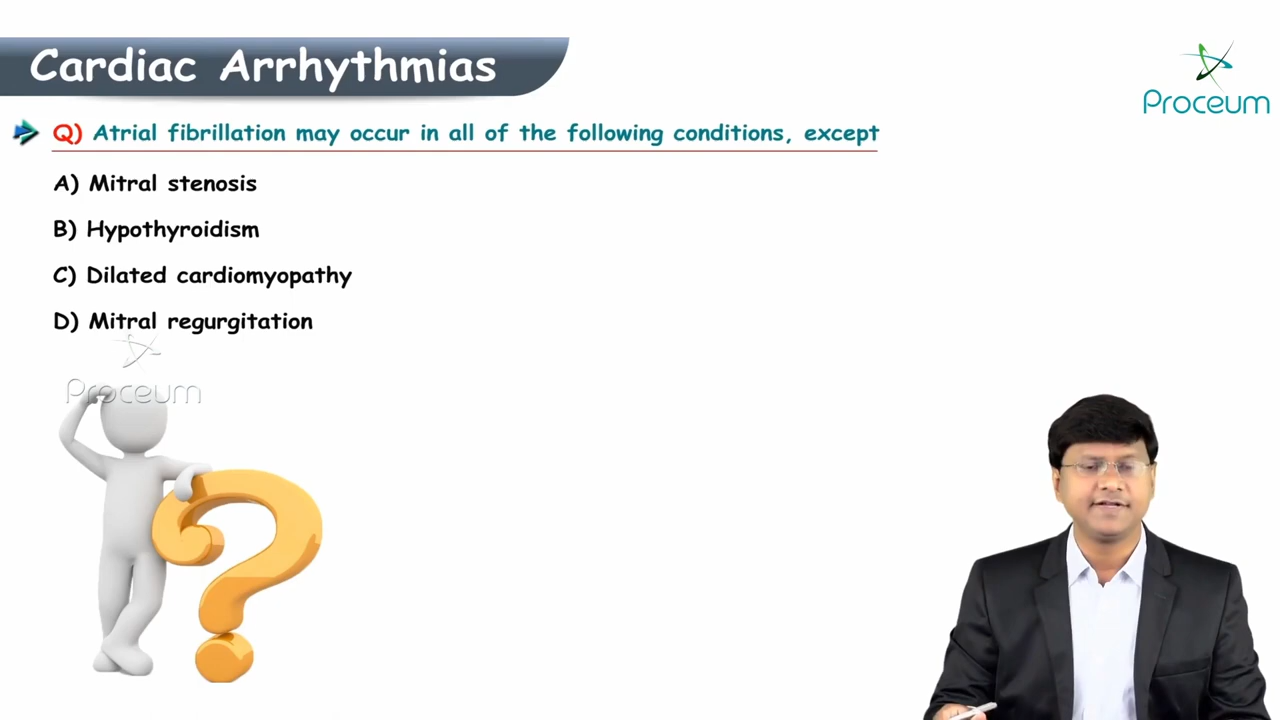 Cardiac Arrhythmias
Proceum
Q) Atrial fibrillation may occur in all of the following conditions, except
A) Mitral stenosis
B) Hypothyroidism
C) Dilated cardiomyopathy
D) Mitral regurgitation
Proceum